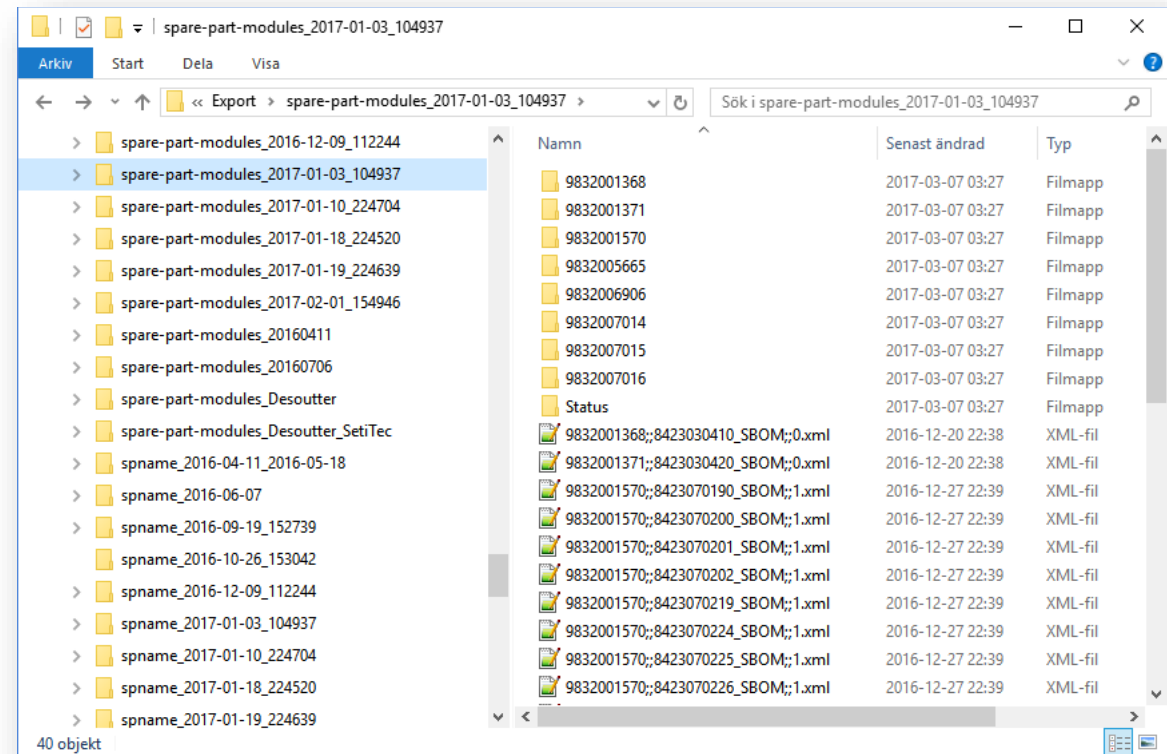 spare-part-modules_2017-01-03_104937
Arkiv Start Dela Visa
« Export > spare-part-modules_2017-01-03_104937 > Sök i spare-part-modules_2017-01-03_104937
spare-part-modules_2016-12-09_112244
spare-part-modules_2017-01-03_104937
spare-part-modules_2017-01-10_224704
spare-part-modules_2017-01-18_224520
spare-part-modules_2017-01-19_224639
spare-part-modules_2017-02-01_154946
spare-part-modules_20160411
spare-part-modules_20160706
spare-part-modules_Desoutter
spare-part-modules_Desoutter_SetiTec
spname_2016-04-11_2016-05-18
spname_2016-06-07
spname_2016-09-19_152739
spname_2016-10-26_153042
spname_2016-12-09_112244
spname_2017-01-03_104937
spname_2017-01-10_224704
spname_2017-01-18_224520
spname_2017-01-19_224639
Namn Senast ändrad Typ
9832001368 2017-03-07 03:27 Filmapp
9832001371 2017-03-07 03:27 Filmapp
9832001570 2017-03-07 03:27 Filmapp
9832005665 2017-03-07 03:27 Filmapp
9832006906 2017-03-07 03:27 Filmapp
9832007014 2017-03-07 03:27 Filmapp
9832007015 2017-03-07 03:27 Filmapp
9832007016 2017-03-07 03:27 Filmapp
Status 2017-03-07 03:27 Filmapp
9832001368;;8423030410_SBOM;;0.xml 2016-12-20 22:38 XML-fil
9832001371;;8423030420_SBOM;;0.xml 2016-12-20 22:38 XML-fil
9832001570;;8423070190_SBOM;;1.xml 2016-12-27 22:39 XML-fil
9832001570;;8423070200_SBOM;;1.xml 2016-12-27 22:39 XML-fil
9832001570;;8423070201_SBOM;;1.xml 2016-12-27 22:39 XML-fil
9832001570;;8423070202_SBOM;;1.xml 2016-12-27 22:39 XML-fil
9832001570;;8423070219_SBOM;;1.xml 2016-12-27 22:39 XML-fil
9832001570;;8423070224_SBOM;;1.xml 2016-12-27 22:39 XML-fil
9832001570;;8423070225_SBOM;;1.xml 2016-12-27 22:39 XML-fil
9832001570;;8423070226_SBOM;;1.xml 2016-12-27 22:39 XML-fil
40 objekt